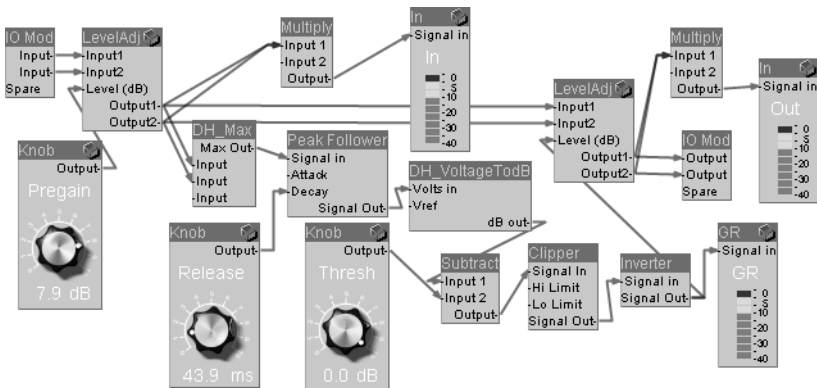 IO Mod
Input
Input
Spare
LevelAdj
Input1
Input2
Level (dB)
Output1
Output2
Multiply
Input 1
Input 2
Output
In
Signal in
In
0
S
-10
-20
-30
-40
Knob
Output
Pregain
7.9 dB
DH_Max
Max Out
Input
Input
Input
Peak Follower
Signal in
Attack
Decay
Signal Out
DH_VoltageTodB
Volts in
Vref
dB out
LevelAdj
Input1
Input2
Level (dB)
Output1
Output2
Multiply
Input 1
Input 2
Output
In
Signal in
Out
0
S
-10
-20
-30
-40
IO Mod
Output
Output
Spare
Knob
Output
Release
43.9 ms
Knob
Output
Thresh
0.0 dB
Subtract
Input 1
Input 2
Output
Clipper
Signal In
Hi Limit
Lo Limit
Signal Out
Inverter
Signal in
Signal Out
GR
Signal in
GR
0
S
-10
-20
-30
-40